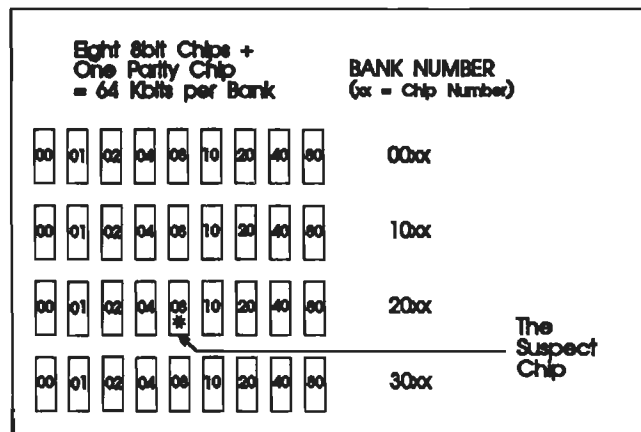 Eight 8bit Chips +
One Parity Chip
= 64 Kbits per Bank
BANK NUMBER
(xx = Chip Number)
00 01 02 04 08 10 20 40 80 00xx
00 01 02 04 08 10 20 40 80 10xx
00 01 02 04 08 10 20 40 80 20xx
*
The
Suspect
Chip
00 01 02 04 08 10 20 40 80 30xx